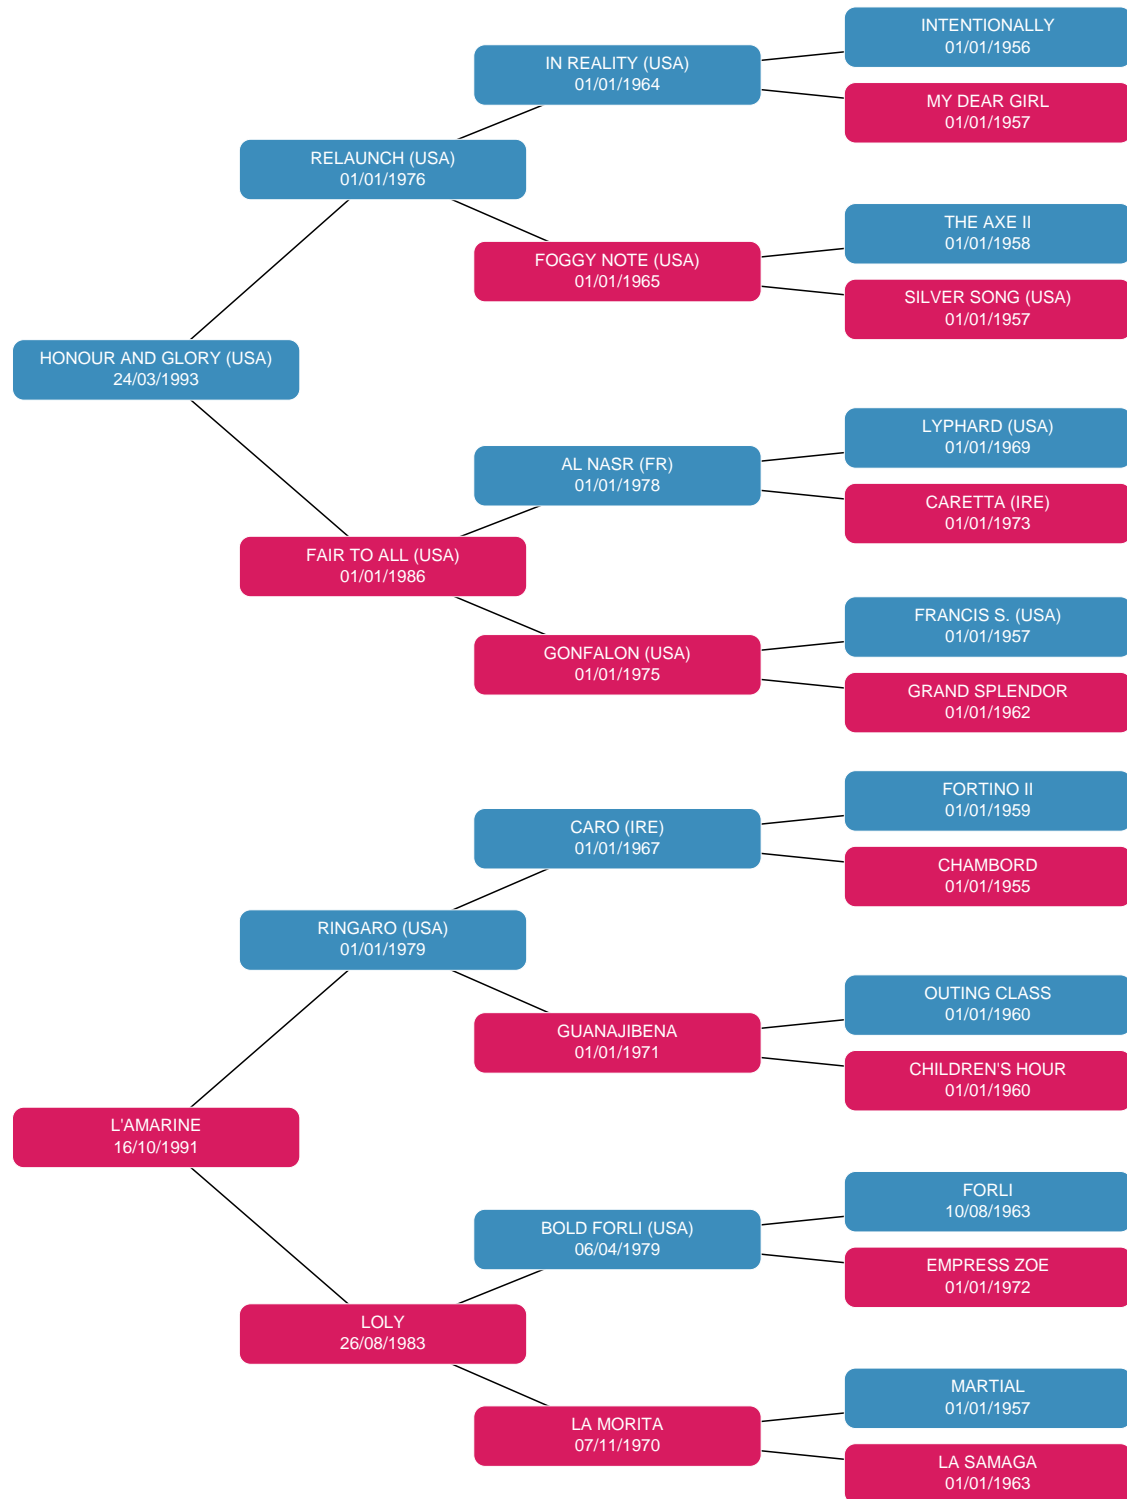 INTENTIONALLY
01/01/1956
IN REALITY (USA)
01/01/1964
MY DEAR GIRL
01/01/1957
RELAUNCH (USA)
01/01/1976
THE AXE II
01/01/1958
FOGGY NOTE (USA)
01/01/1965
SILVER SONG (USA)
01/01/1957
HONOUR AND GLORY (USA)
24/03/1993
LYPHARD (USA)
01/01/1969
AL NASR (FR)
01/01/1978
CARETTA (IRE)
01/01/1973
FAIR TO ALL (USA)
01/01/1986
FRANCIS S. (USA)
01/01/1957
GONFALON (USA)
01/01/1975
GRAND SPLENDOR
01/01/1962
FORTINO II
01/01/1959
CARO (IRE)
01/01/1967
CHAMBORD
01/01/1955
RINGARO (USA)
01/01/1979
OUTING CLASS
01/01/1960
GUANAJIBENA
01/01/1971
CHILDREN'S HOUR
01/01/1960
L'AMARINE
16/10/1991
FORLI
10/08/1963
BOLD FORLI (USA)
06/04/1979
EMPRESS ZOE
01/01/1972
LOLY
26/08/1983
MARTIAL
01/01/1957
LA MORITA
07/11/1970
LA SAMAGA
01/01/1963